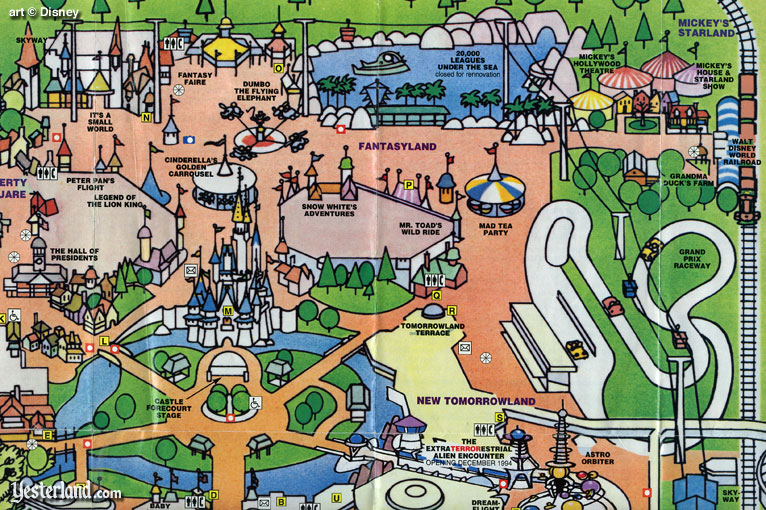 art © Disney
SKYWAY
FANTASY
FAIRE
O
DUMBO
THE FLYING
ELEPHANT
20,000
LEAGUES
UNDER THE SEA
closed for rennovation
MICKEY'S
STARLAND
MICKEY'S
HOLLYWOOD
THEATRE
MICKEY'S
HOUSE &
STARLAND
SHOW
N
IT'S A
SMALL
WORLD
FANTASYLAND
WALT
DISNEY
WORLD
RAILROAD
CINDERELLA'S
GOLDEN
CARROUSEL
GRANDMA
DUCK'S FARM
ERTY
QUARE
PETER PAN'S
FLIGHT
LEGEND OF
THE LION KING
P
SNOW WHITE'S
ADVENTURES
MR. TOAD'S
WILD RIDE
MAD TEA
PARTY
THE HALL OF
PRESIDENTS
GRAND
PRIX
RACEWAY
Q
M
R
K
TOMORROWLAND
TERRACE
L
CASTLE
FORECOURT
STAGE
NEW TOMORROWLAND
S
E
THE
EXTRATERRORESTRIAL
ALIEN ENCOUNTER
OPENING DECEMBER 1994
ASTRO
ORBITER
Yesterland.com
BABY
D
B
U
DREAM-
FLIGHT
SKY-
WAY